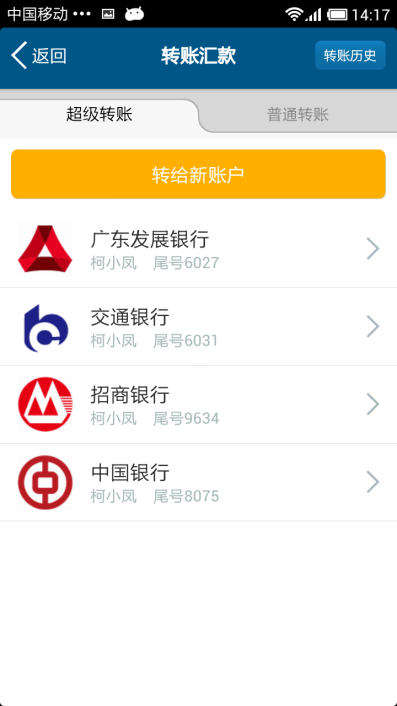 中国移动 ••• 14:17
返回 转账汇款 转账历史
超级转账 普通转账
转给新账户
广东发展银行
柯小凤 尾号6027
交通银行
柯小凤 尾号6031
招商银行
柯小凤 尾号9634
中国银行
柯小凤 尾号8075